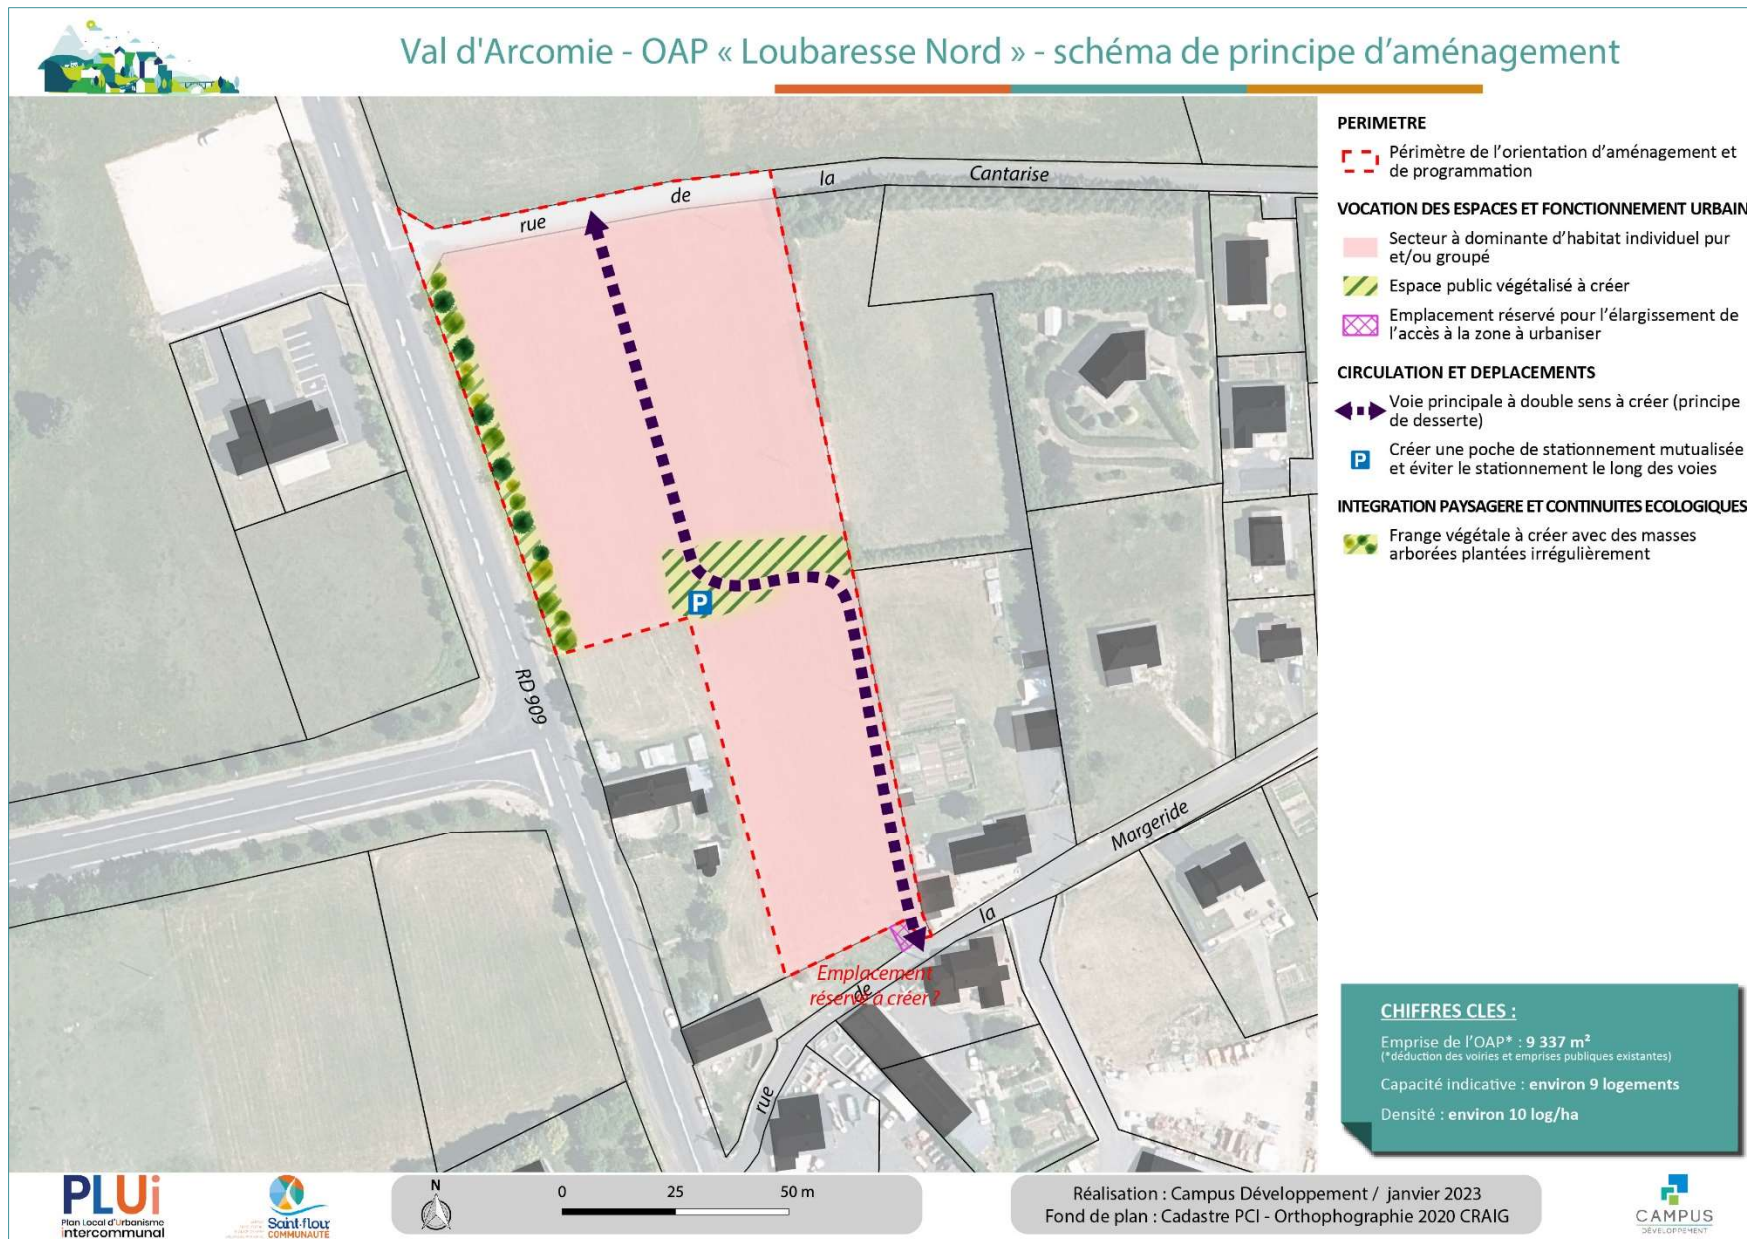 Val d'Arcomie - OAP « Loubaresse Nord » - schéma de principe d'aménagement
rue
de
la
Cantarise
RD 909
P
Margeride
la
de
rue
Emplacement
réservé à créer ?
PERIMETRE
Périmètre de l'orientation d'aménagement et
de programmation
VOCATION DES ESPACES ET FONCTIONNEMENT URBAIN
Secteur à dominante d'habitat individuel pur
et/ou groupé
Espace public végétalisé à créer
Emplacement réservé pour l'élargissement de
l'accès à la zone à urbaniser
CIRCULATION ET DEPLACEMENTS
Voie principale à double sens à créer (principe
de desserte)
P
Créer une poche de stationnement mutualisée
et éviter le stationnement le long des voies
INTEGRATION PAYSAGERE ET CONTINUITES ECOLOGIQUES
Frange végétale à créer avec des masses
arborées plantées irrégulièrement
CHIFFRES CLES :
Emprise de l'OAP* : 9 337 m²
(*déduction des voiries et emprises publiques existantes)
Capacité indicative : environ 9 logements
Densité : environ 10 log/ha
PLUi
Plan Local d'Urbanisme
intercommunal
Saint-flour
COMMUNAUTÉ
N
0 25 50 m
Réalisation : Campus Développement / janvier 2023
Fond de plan : Cadastre PCI - Orthophographie 2020 CRAIG
CAMPUS
DÉVELOPPEMENT